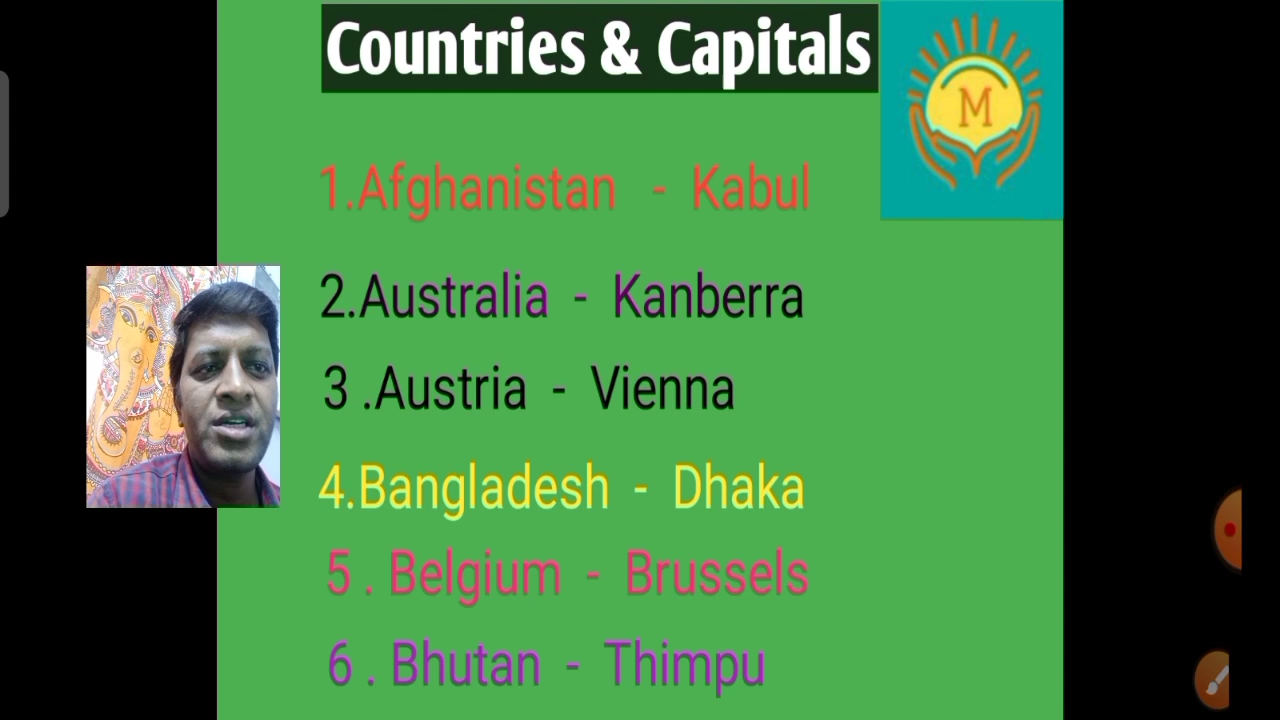 Countries & Capitals
M
1.Afghanistan - Kabul
2.Australia - Kanberra
3 .Austria - Vienna
4.Bangladesh - Dhaka
5 . Belgium - Brussels
6 . Bhutan - Thimpu